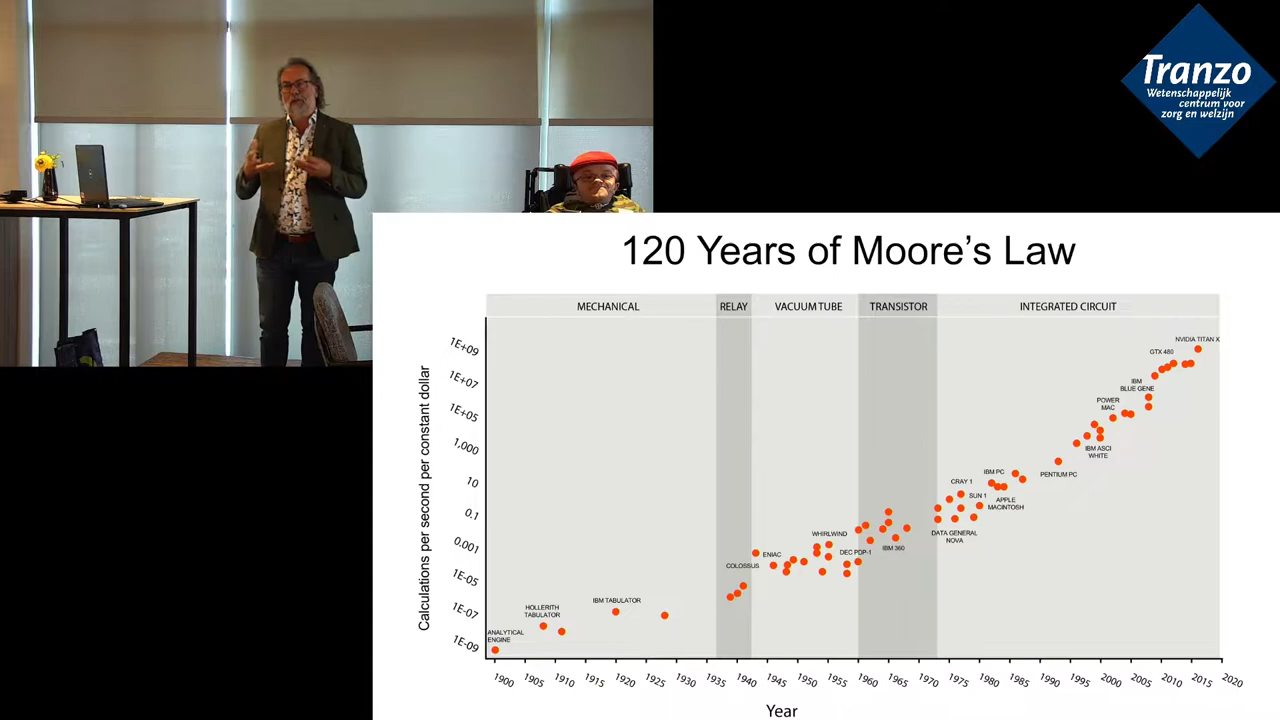 Tranzo
Wetenschappelijk
centrum voor
zorg en welzijn
120 Years of Moore's Law
MECHANICAL
RELAY
VACUUM TUBE
TRANSISTOR
INTEGRATED CIRCUIT
Calculations per second per constant dollar
1E+09
1E+07
1E+05
1,000
10
0.1
0.001
1E-05
1E-07
1E-09
ANALYTICAL
ENGINE
HOLLERITH
TABULATOR
IBM TABULATOR
COLOSSUS
ENIAC
WHIRLWIND
DEC PDP-1
IBM 360
DATA GENERAL
NOVA
CRAY 1
SUN 1
IBM PC
APPLE
MACINTOSH
PENTIUM PC
IBM ASCI
WHITE
POWER
MAC
IBM
BLUE GENE
GTX 480
NVIDIA TITAN X
1900
1905
1910
1915
1920
1925
1930
1935
1940
1945
1950
1955
1960
1965
1970
1975
1980
1985
1990
1995
2000
2005
2010
2015
2020
Year